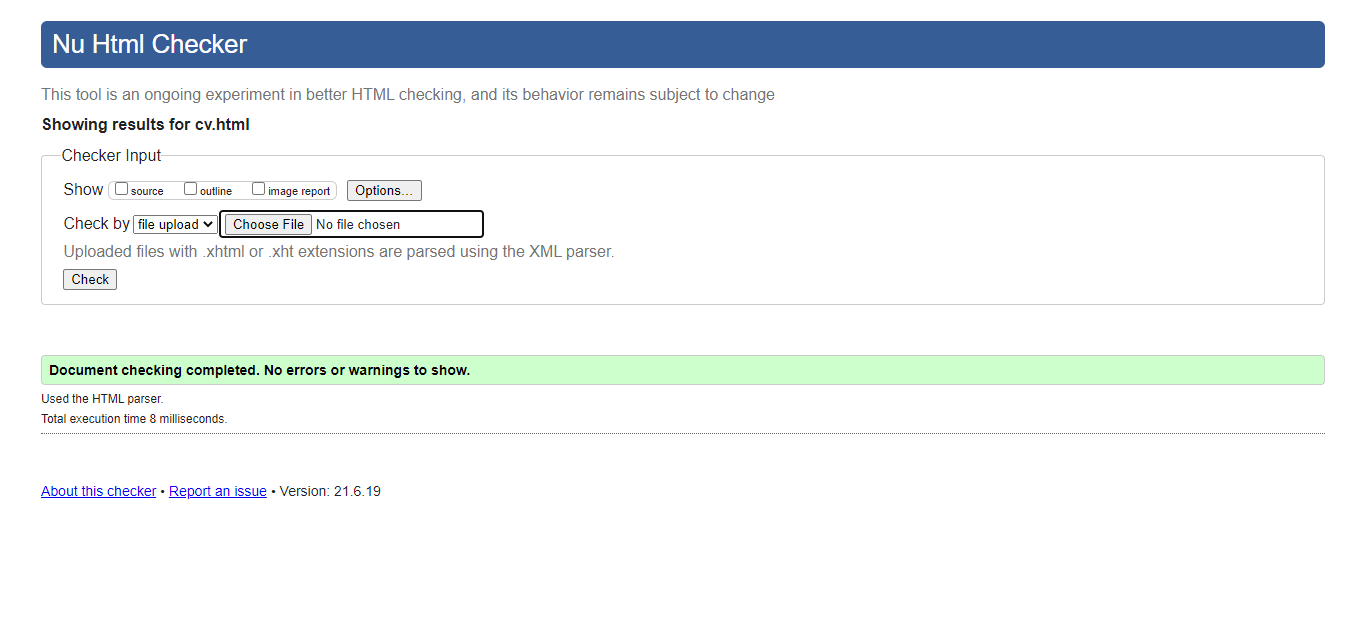 Nu Html Checker
This tool is an ongoing experiment in better HTML checking, and its behavior remains subject to change
Showing results for cv.html
Checker Input
Show source outline image report Options...
Check by file upload Choose File No file chosen
Uploaded files with .xhtml or .xht extensions are parsed using the XML parser.
Check
Document checking completed. No errors or warnings to show.
Used the HTML parser.
Total execution time 8 milliseconds.
About this checker • Report an issue • Version: 21.6.19